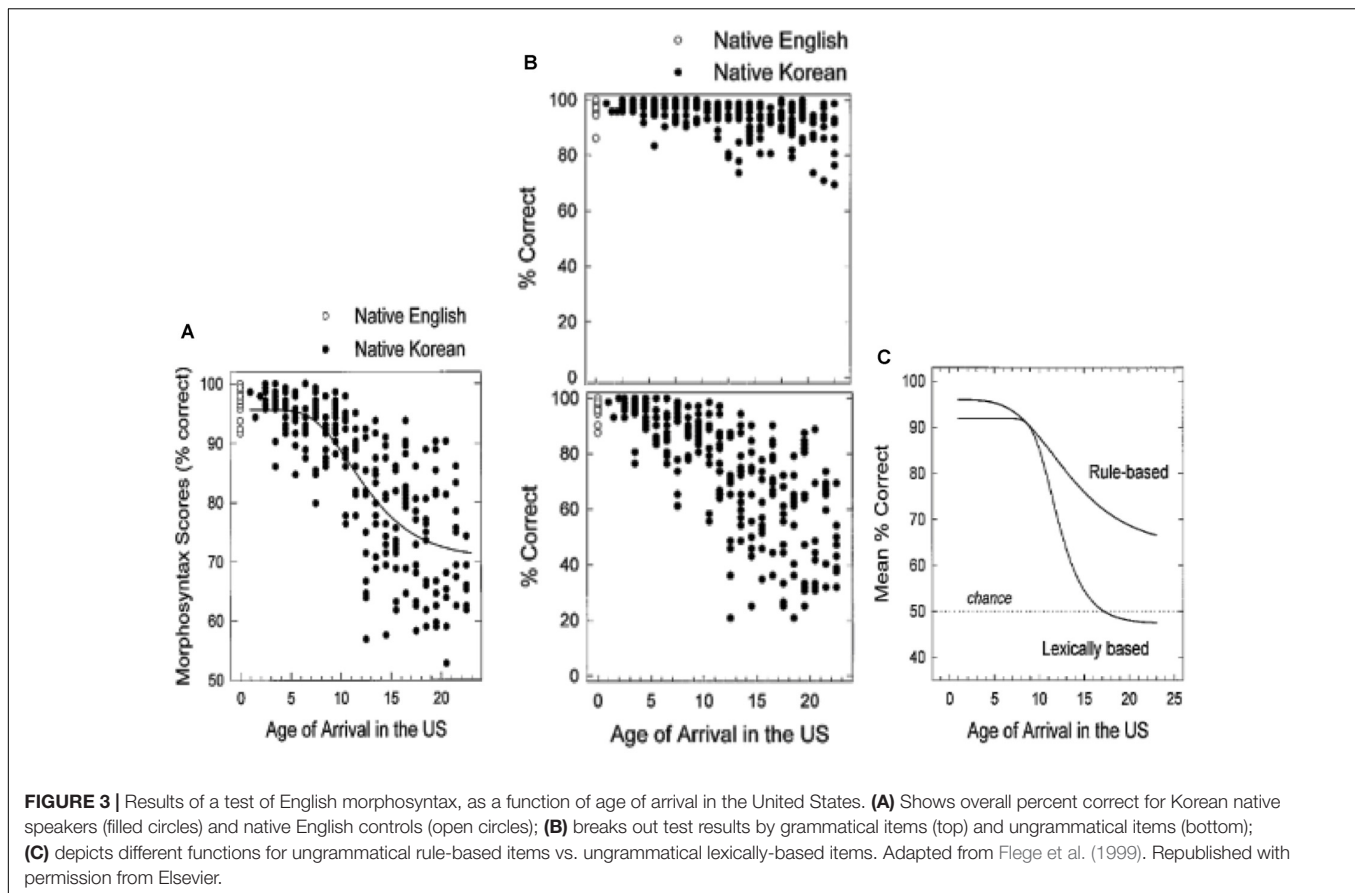 Native English
B
Native Korean
100
80
60
40
20
0
% Correct
Native English
A
Native Korean
100
90
80
70
60
50
Morphosyntax Scores (% correct)
0 5 10 15 20
Age of Arrival in the US
100
80
60
40
20
0
% Correct
0 5 10 15 20
Age of Arrival in the US
C
100
90
80
70
60
50
40
Mean % Correct
Rule-based
chance
Lexically based
0 5 10 15 20 25
Age of Arrival in the US
FIGURE 3 | Results of a test of English morphosyntax, as a function of age of arrival in the United States. (A) Shows overall percent correct for Korean native
speakers (filled circles) and native English controls (open circles); (B) breaks out test results by grammatical items (top) and ungrammatical items (bottom);
(C) depicts different functions for ungrammatical rule-based items vs. ungrammatical lexically-based items. Adapted from Flege et al. (1999). Republished with
permission from Elsevier.